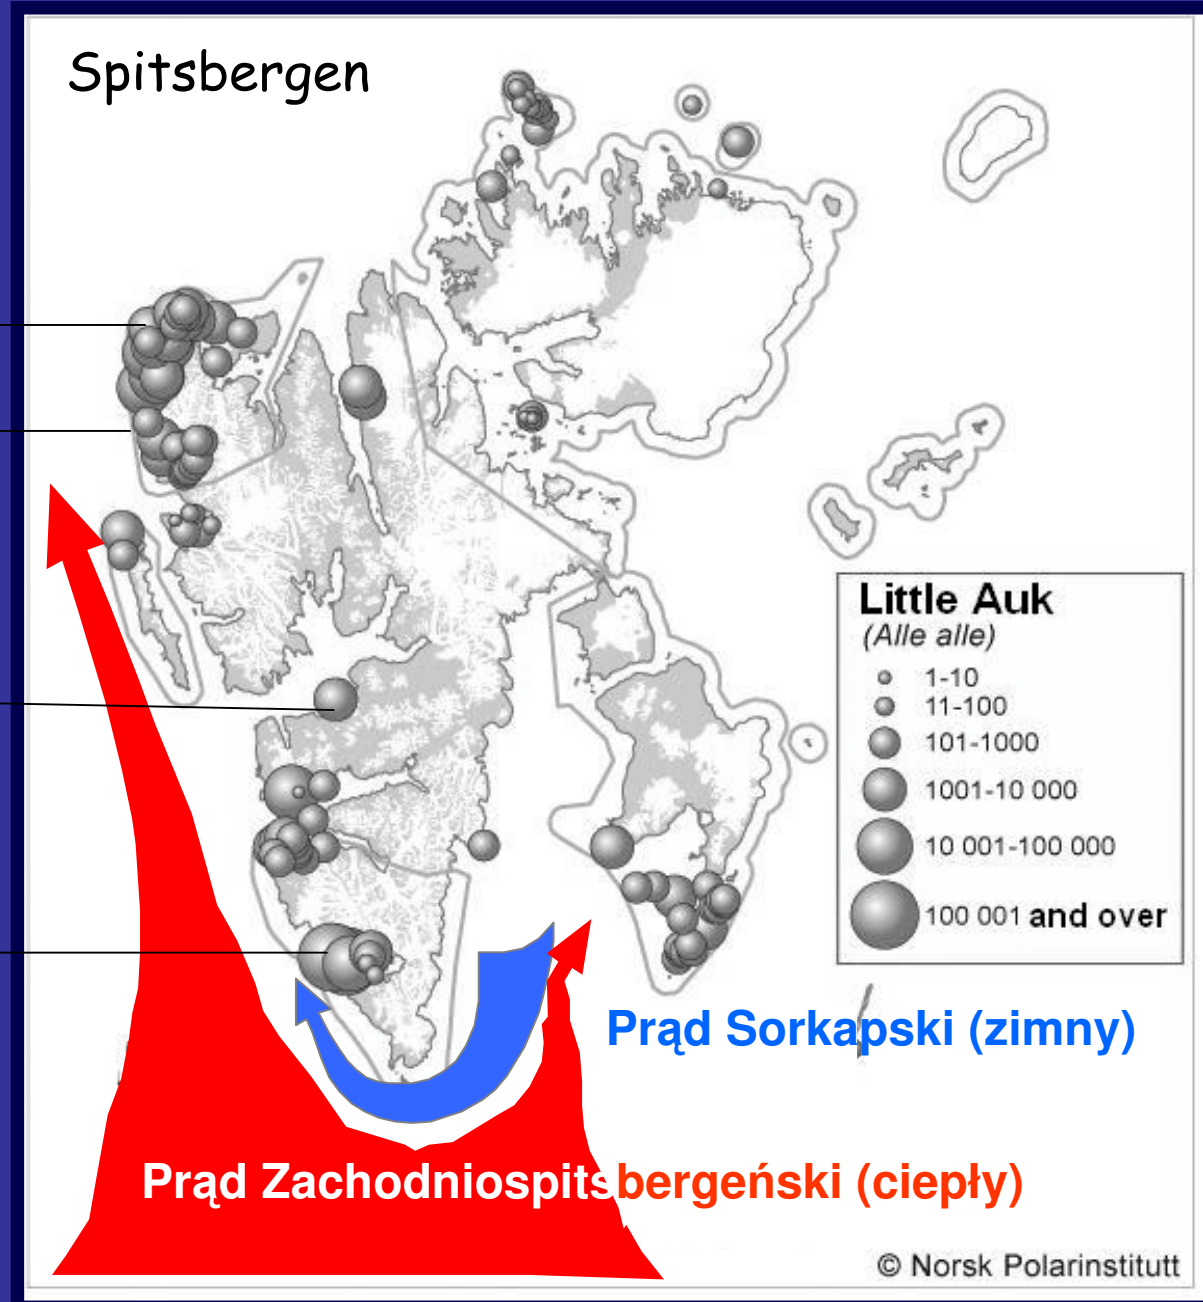 Spitsbergen
Little Auk
(Alle alle)
1-10
11-100
101-1000
1001-10 000
10 001-100 000
100 001 and over
Prąd Sorkapski (zimny)
Prąd Zachodniospitsbergeński (ciepły)
© Norsk Polarinstitutt